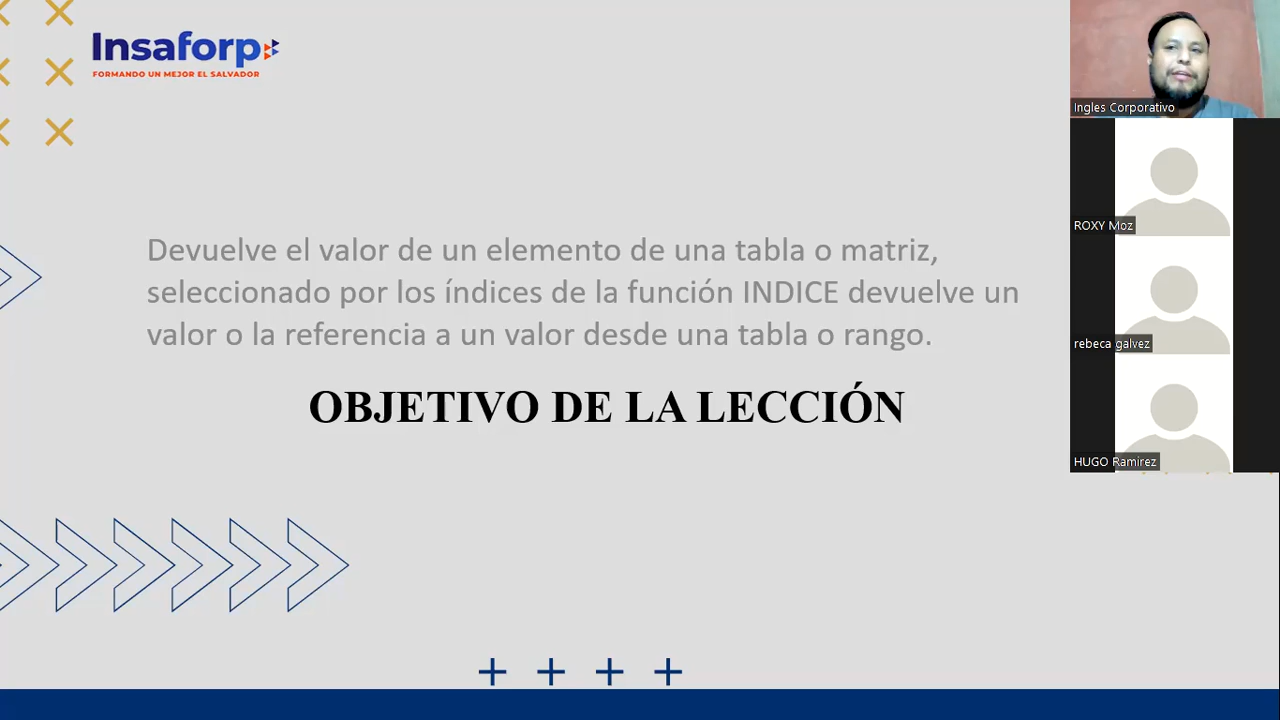 Insaforp
FORMANDO UN MEJOR EL SALVADOR
Devuelve el valor de un elemento de una tabla o matriz,
seleccionado por los índices de la función INDICE devuelve un
valor o la referencia a un valor desde una tabla o rango.
OBJETIVO DE LA LECCIÓN
Ingles Corporativo
ROXY Moz
rebeca galvez
HUGO Ramirez